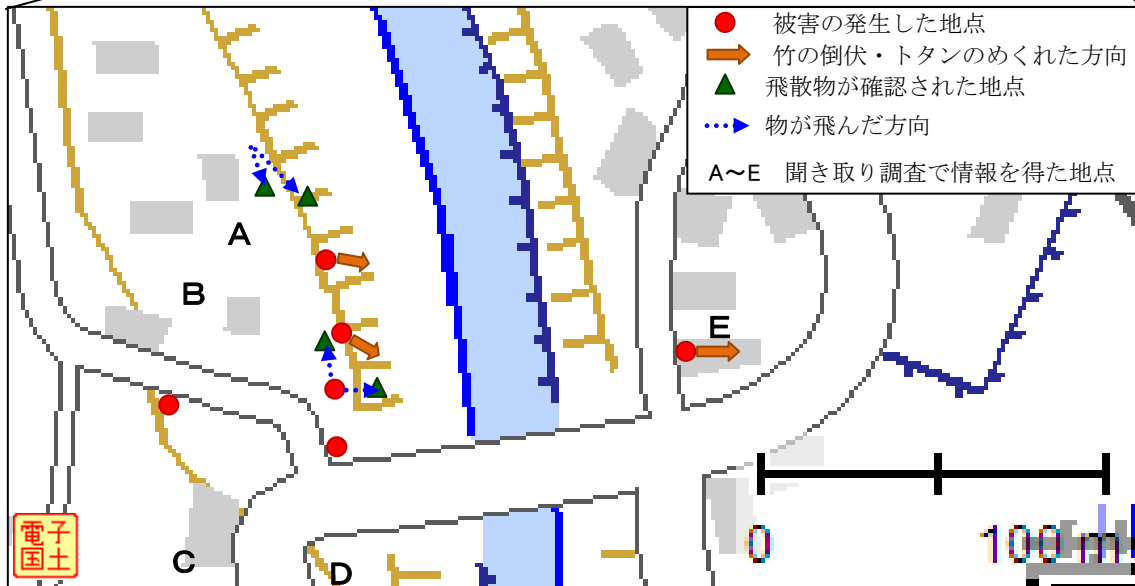 被害の発生した地点
竹の倒伏・トタンのめくれた方向
飛散物が確認された地点
物が飛んだ方向
A~E 聞き取り調査で情報を得た地点
A
B
E
C
D
0
100 m
電子
国土